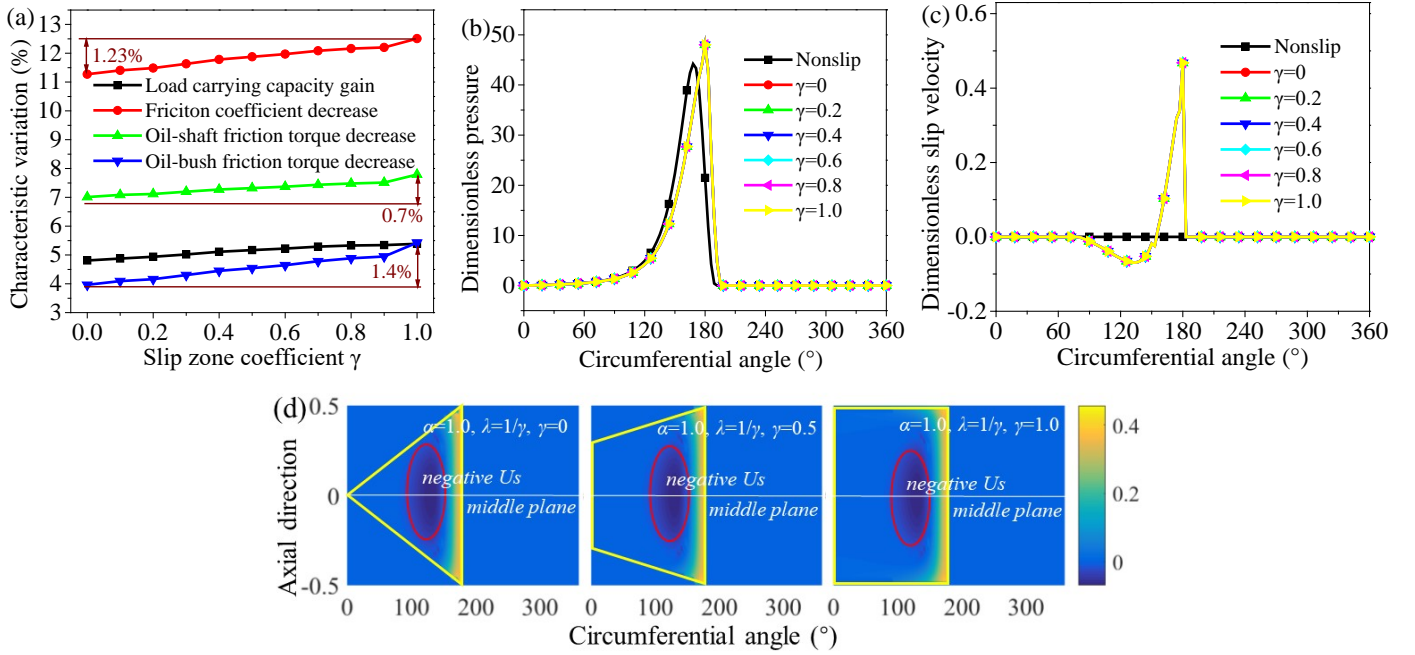 (a)
Characteristic variation (%)
13
12
11
10
9
8
7
6
5
4
3
1.23%
Load carrying capacity gain
Friciton coefficient decrease
Oil-shaft friction torque decrease
Oil-bush friction torque decrease
0.7%
1.4%
0.0 0.2 0.4 0.6 0.8 1.0
Slip zone coefficient γ
(b)
Dimensionless pressure
50
40
30
20
10
0
Nonslip
γ=0
γ=0.2
γ=0.4
γ=0.6
γ=0.8
γ=1.0
0 60 120 180 240 300 360
Circumferential angle (°)
(c)
Dimensionless slip velocity
0.6
0.4
0.2
0.0
-0.2
Nonslip
γ=0
γ=0.2
γ=0.4
γ=0.6
γ=0.8
γ=1.0
0 60 120 180 240 300 360
Circumferential angle (°)
(d)
Axial direction
0.5
0
-0.5
α=1.0, λ=1/γ, γ=0
negative Us
middle plane
0 100 200 300
α=1.0, λ=1/γ, γ=0.5
negative Us
middle plane
0 100 200 300
α=1.0, λ=1/γ, γ=1.0
negative Us
middle plane
0 100 200 300
0.4
0.2
0
Circumferential angle (°)